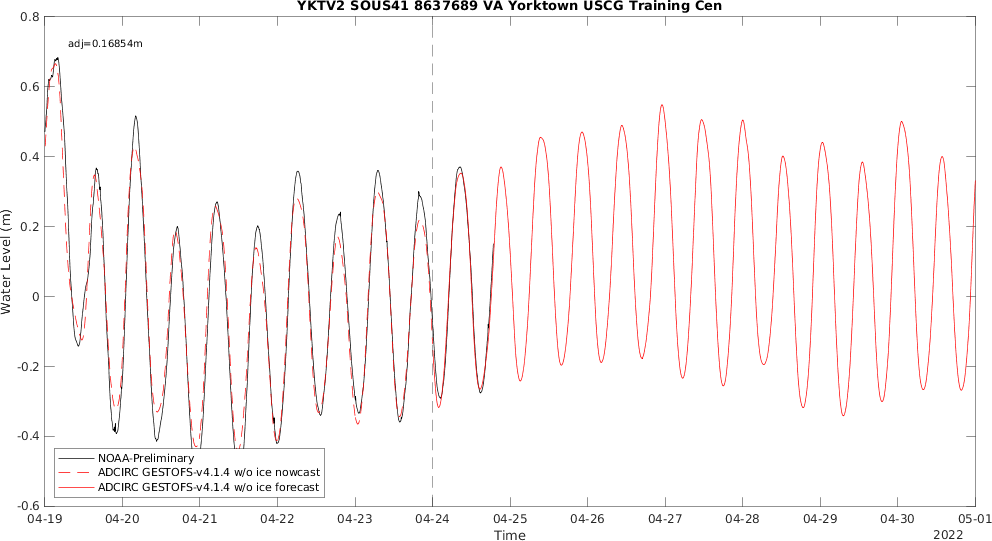 YKTV2 SOUS41 8637689 VA Yorktown USCG Training Cen
adj=0.16854m
Water Level (m)
0.8
0.6
0.4
0.2
0
-0.2
-0.4
-0.6
NOAA-Preliminary
ADCIRC GESTOFS-v4.1.4 w/o ice nowcast
ADCIRC GESTOFS-v4.1.4 w/o ice forecast
04-19 04-20 04-21 04-22 04-23 04-24 04-25 04-26 04-27 04-28 04-29 04-30 05-01
Time
2022